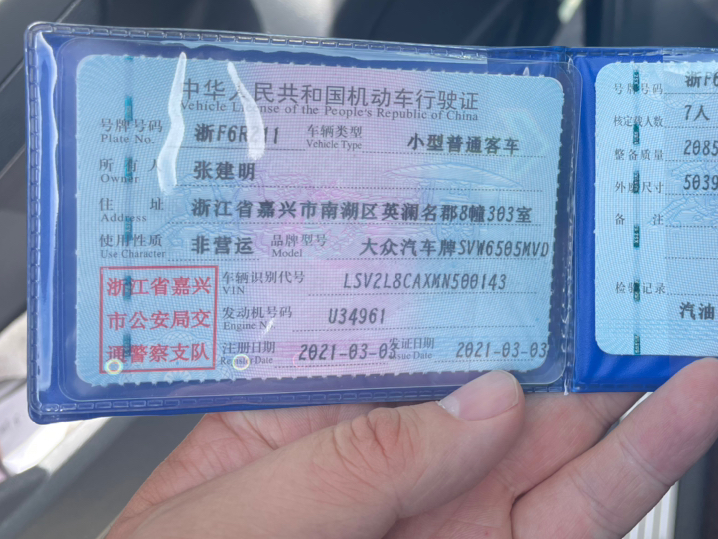 中华人民共和国机动车行驶证
Vehicle License of the People's Republic of China
号牌号码 浙F6R211 车辆类型 小型普通客车
Plate No. Vehicle Type
所有人 张建明
Owner
住址 浙江省嘉兴市南湖区英澜名郡8幢303室
Address
使用性质 非营运 品牌型号 大众汽车牌SVW6505MVD
Use Character Model
浙江省嘉兴
市公安局交
通警察支队
车辆识别代号 LSV2L8CAXMN500143
VIN
发动机号码 U34961
Engine No.
注册日期 2021-03-03 发证日期 2021-03-03
Register Date Issue Date
号牌号码 浙F6
核定载人数 7人
整备质量 2085
外廓尺寸 5039
备注
检验记录
汽油